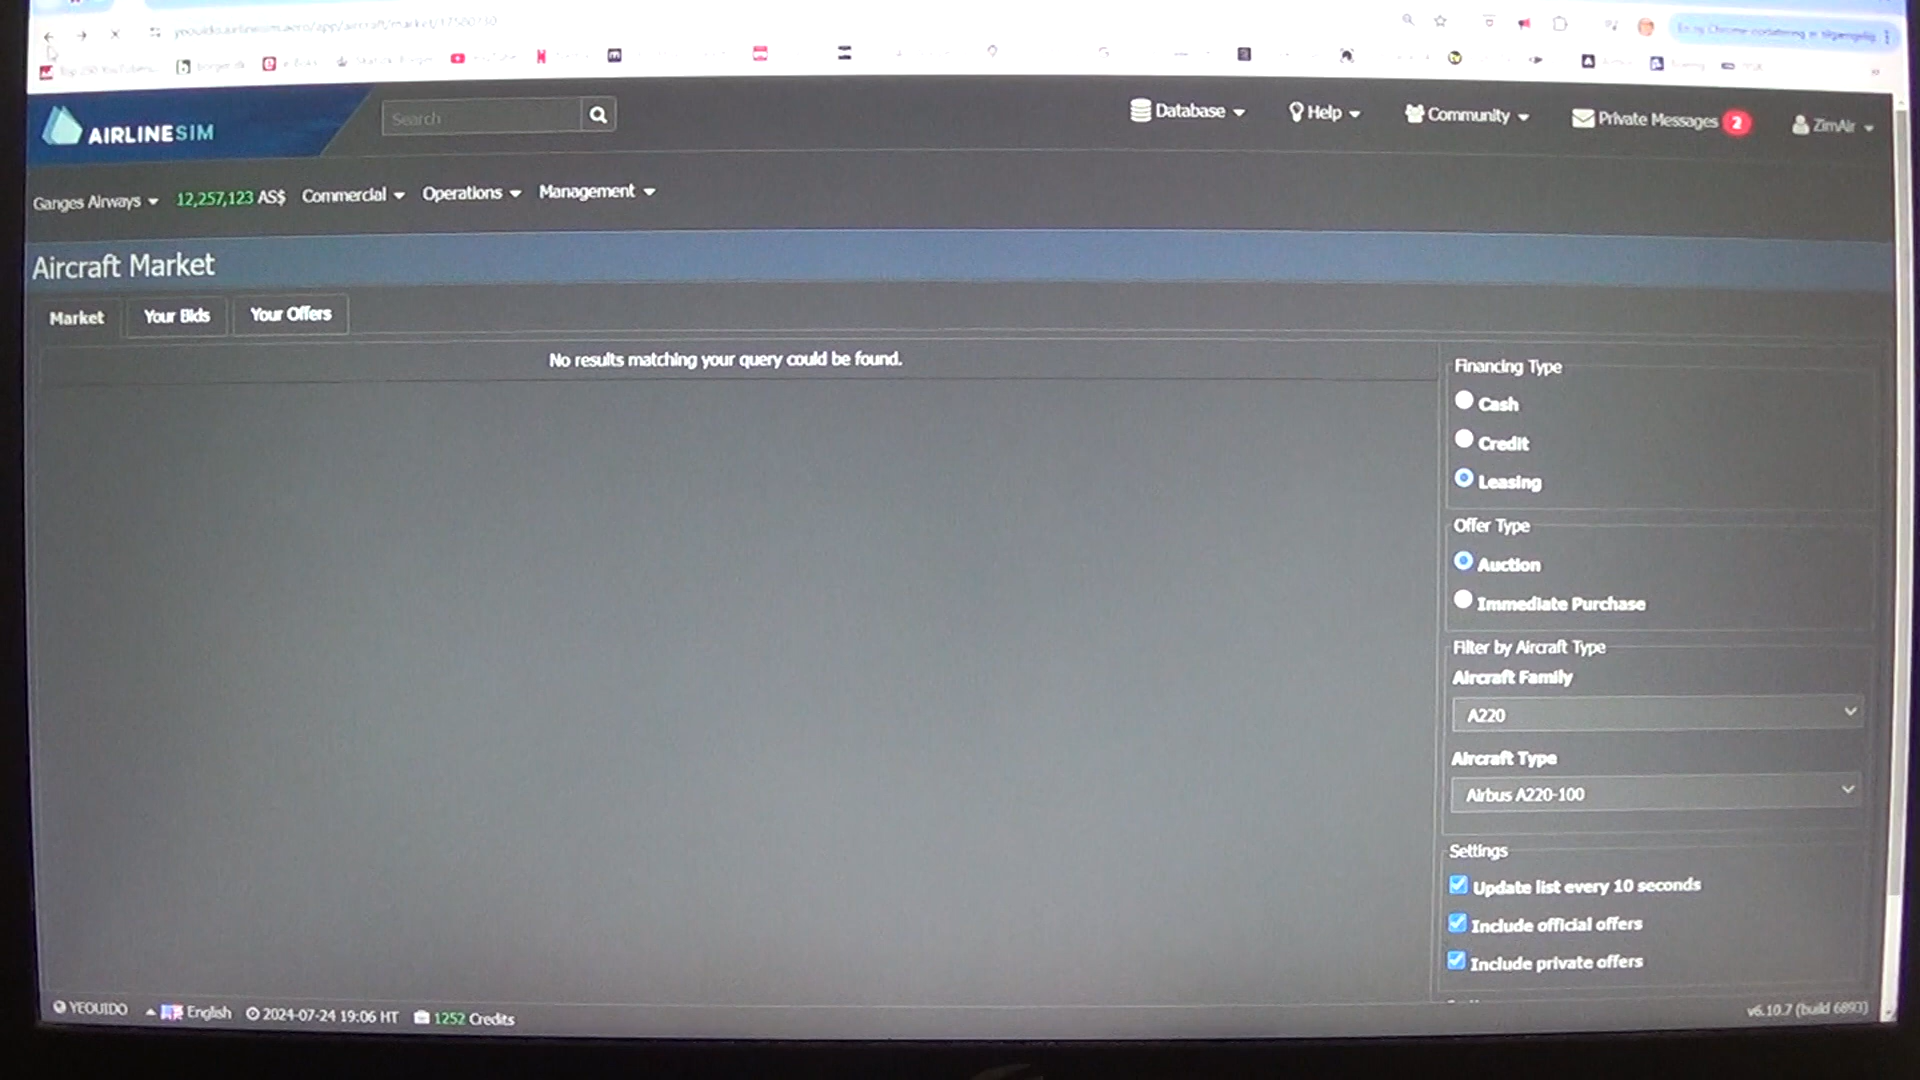 AIRLINESIM
Search
Database
Help
Community
Private Messages 2
ZimAir
Ganges Airways
12,257,123 AS$
Commercial
Operations
Management
Aircraft Market
Market
Your Bids
Your Offers
No results matching your query could be found.
Financing Type
Cash
Credit
Leasing
Offer Type
Auction
Immediate Purchase
Filter by Aircraft Type
Aircraft Family
A220
Aircraft Type
Airbus A220-100
Settings
Update list every 10 seconds
Include official offers
Include private offers
YEOUIDO
English
2024-07-24 19:06 HT
1252 Credits
v6.10.7 (build 6893)